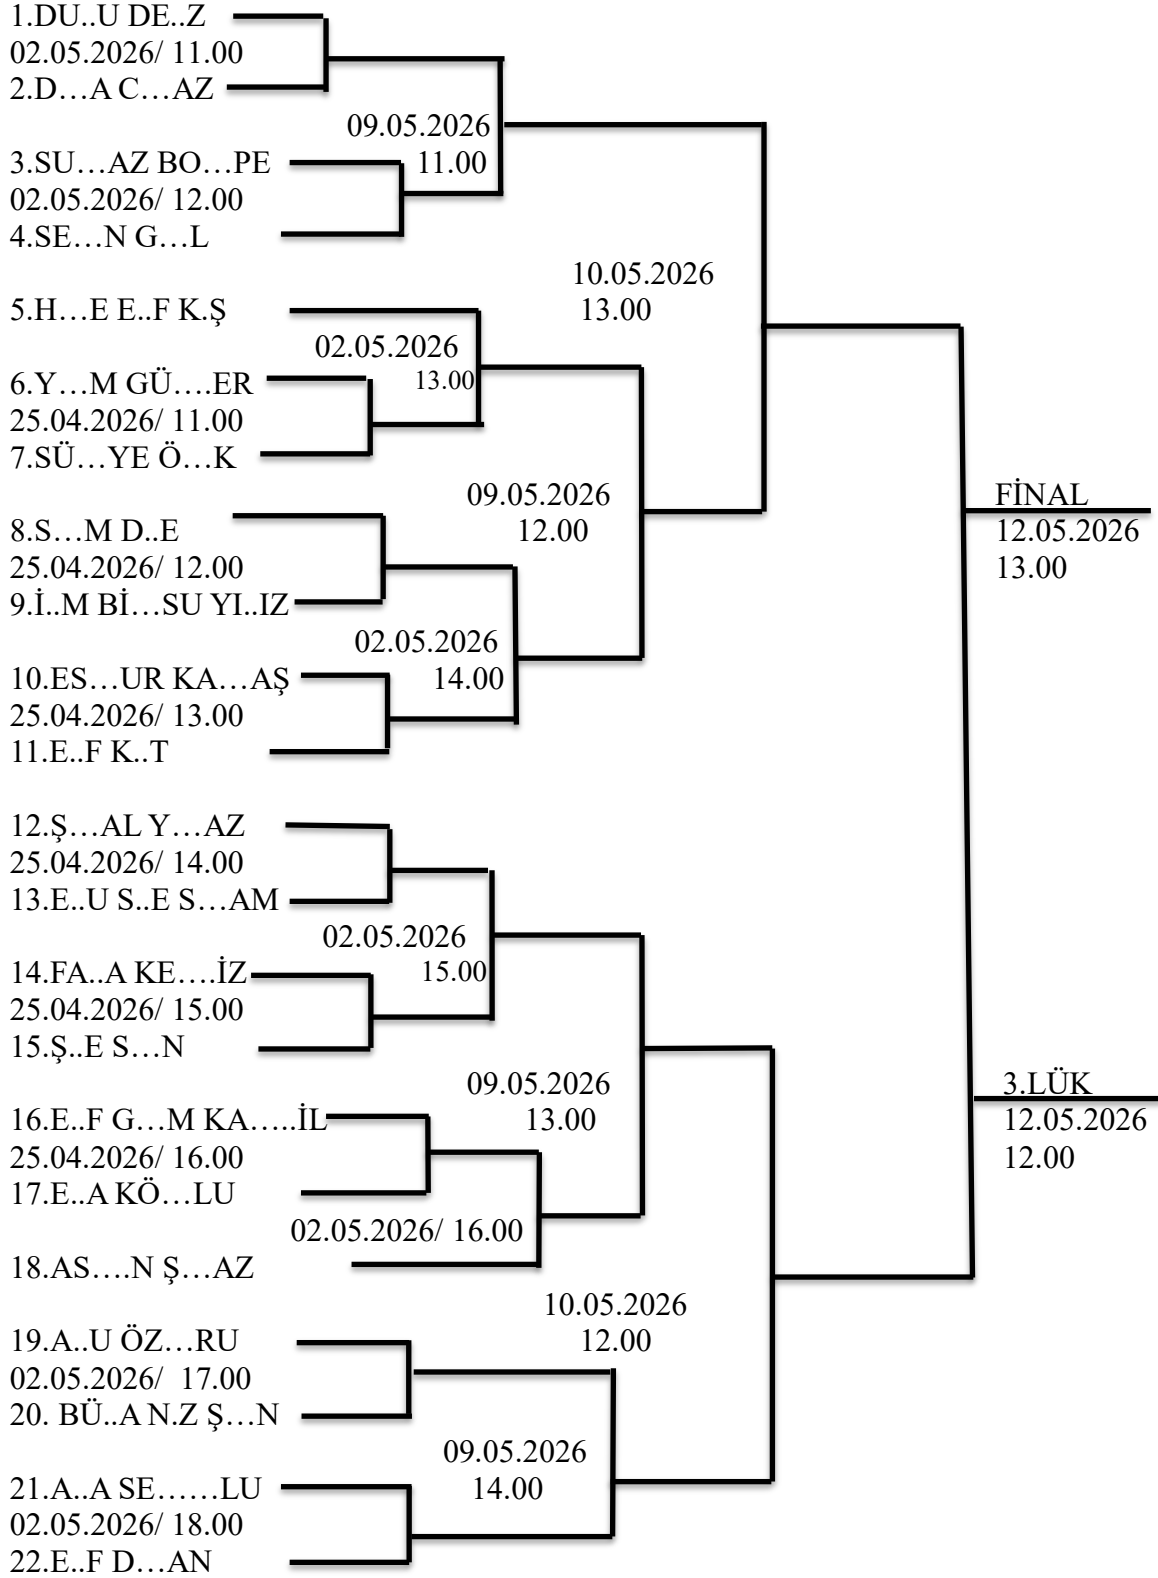 1.DU..U DE..Z
02.05.2026/ 11.00
2.D…A C…AZ
09.05.2026
11.00
3.SU…AZ BO…PE
02.05.2026/ 12.00
4.SE…N G…L
10.05.2026
13.00
5.H…E E..F K.Ş
02.05.2026
13.00
6.Y…M GÜ….ER
25.04.2026/ 11.00
7.SÜ…YE Ö…K
09.05.2026
12.00
FİNAL
12.05.2026
13.00
8.S…M D..E
25.04.2026/ 12.00
9.İ..M Bİ…SU YI..IZ
02.05.2026
14.00
10.ES…UR KA…AŞ
25.04.2026/ 13.00
11.E..F K..T
12.Ş…AL Y…AZ
25.04.2026/ 14.00
13.E..U S..E S…AM
02.05.2026
15.00
14.FA..A KE….İZ
25.04.2026/ 15.00
15.Ş..E S…N
09.05.2026
13.00
3.LÜK
12.05.2026
12.00
16.E..F G…M KA…..İL
25.04.2026/ 16.00
17.E..A KÖ…LU
02.05.2026/ 16.00
18.AS….N Ş…AZ
10.05.2026
12.00
19.A..U ÖZ…RU
02.05.2026/  17.00
20. BÜ..A N.Z Ş…N
09.05.2026
14.00
21.A..A SE……LU
02.05.2026/ 18.00
22.E..F D…AN